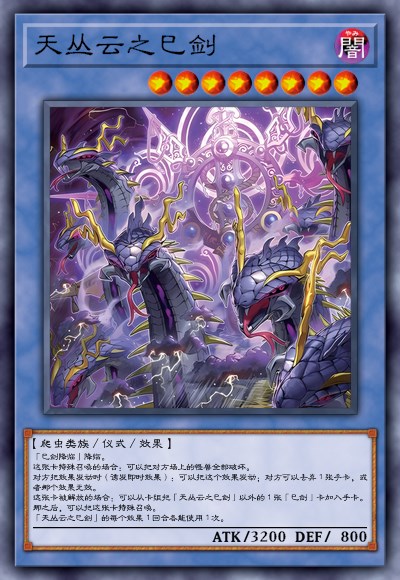 天丛云之巳剑
やみ
闇
【爬虫类族／仪式／效果】
「巳剑降临」降临。
这张卡特殊召唤的场合：可以把对方场上的怪兽全部破坏。
对方把效果发动时（诱发即时效果）：可以把这个效果发动；对方可以丢弃1张手卡，或
者那个效果无效。
这张卡被解放的场合：可以从卡组把「天丛云之巳剑」以外的1张「巳剑」卡加入手卡。
那之后，可以把这张卡特殊召唤。
「天丛云之巳剑」的每个效果1回合各能使用1次。
ATK/3200 DEF/ 800